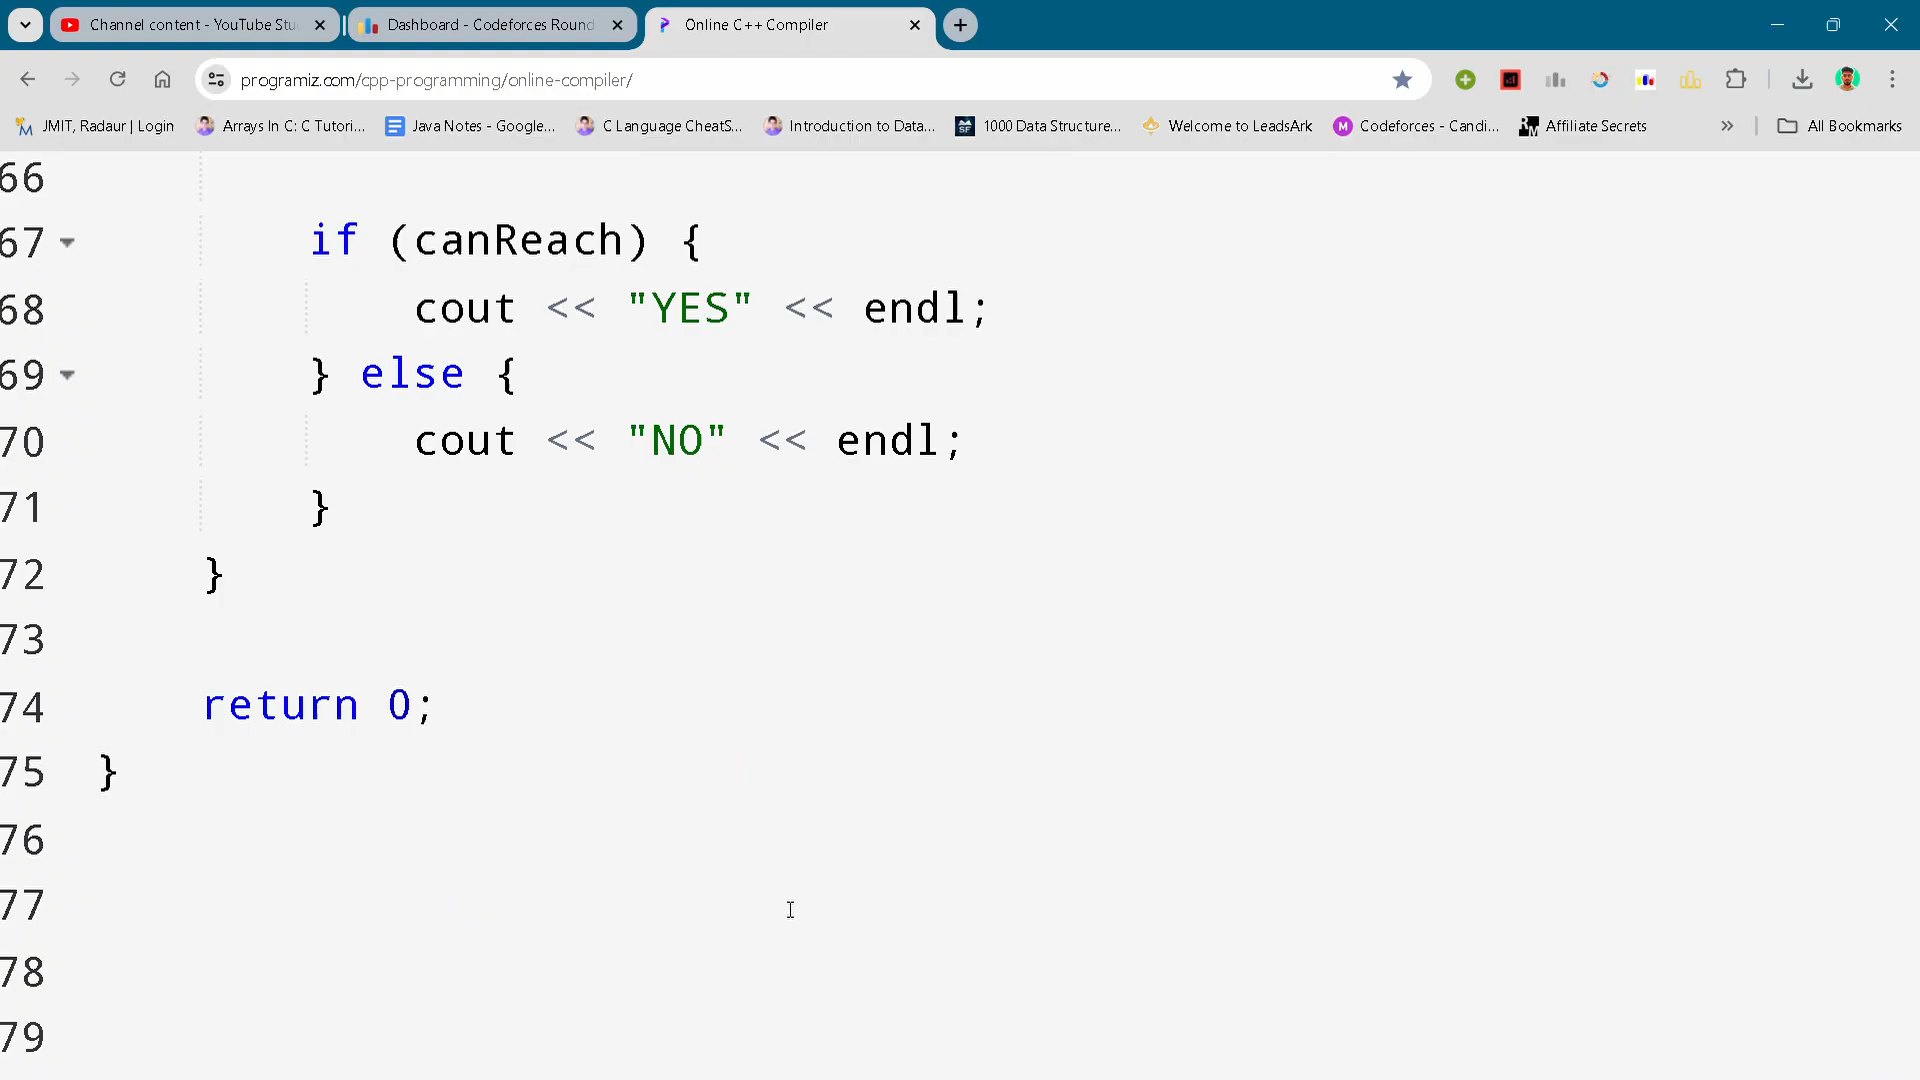 Channel content - YouTube Stu
Dashboard - Codeforces Round
Online C++ Compiler
programiz.com/cpp-programming/online-compiler/
JMIT, Radaur | Login
Arrays In C: C Tutori...
Java Notes - Google...
C Language CheatS...
Introduction to Data...
1000 Data Structure...
Welcome to LeadsArk
Codeforces - Candi...
Affiliate Secrets
All Bookmarks
66
67 if (canReach) {
68 cout << "YES" << endl;
69 } else {
70 cout << "NO" << endl;
71 }
72 }
73
74 return 0;
75 }
76
77
78
79